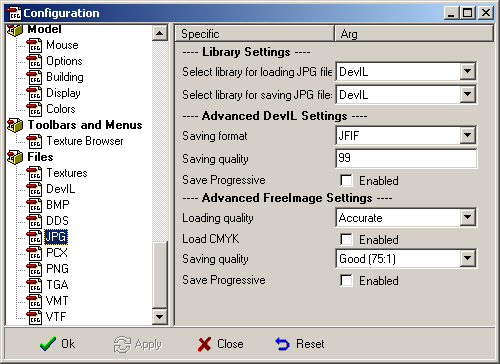 Configuration
Model
Mouse
Options
Building
Display
Colors
Toolbars and Menus
Texture Browser
Files
Textures
DevIL
BMP
DDS
JPG
PCX
PNG
TGA
VMT
VTF
Specific Arg
---- Library Settings ----
Select library for loading JPG file DevIL
Select library for saving JPG file: DevIL
---- Advanced DevIL Settings ----
Saving format JFIF
Saving quality 99
Save Progressive Enabled
---- Advanced FreeImage Settings ----
Loading quality Accurate
Load CMYK Enabled
Saving quality Good (75:1)
Save Progressive Enabled
Ok Apply Close Reset